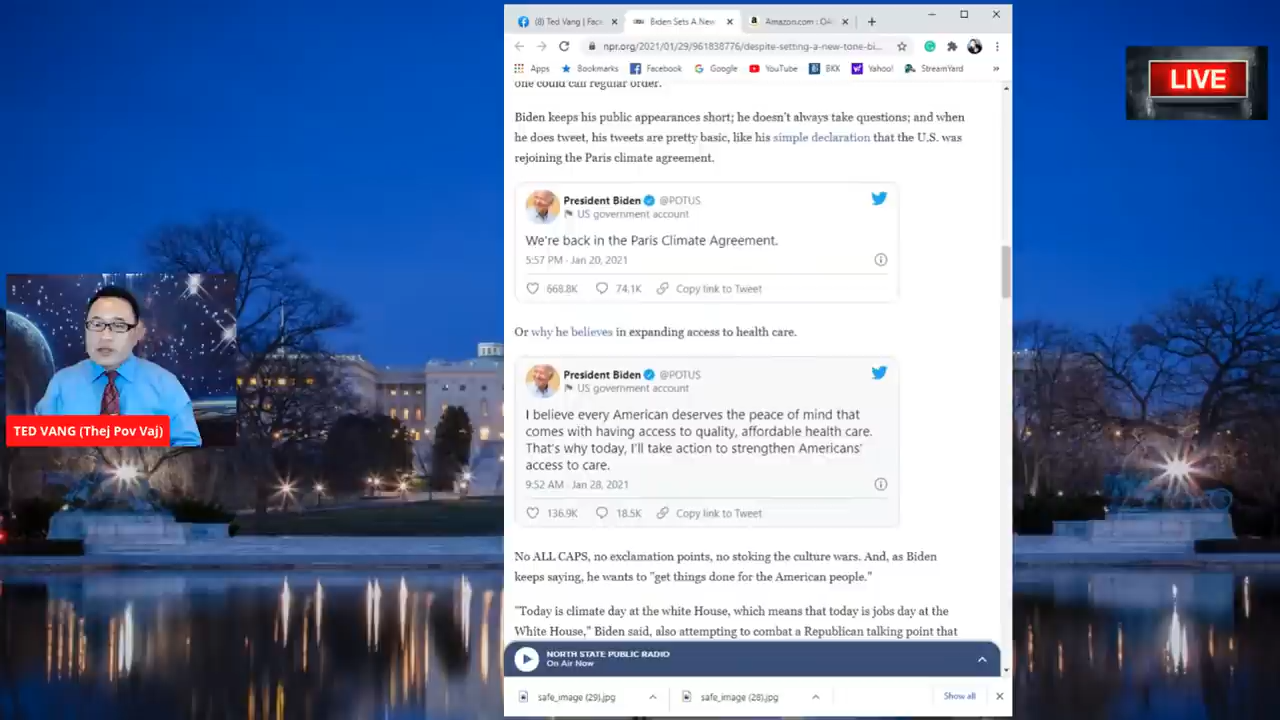 (8) Ted Vang | Fac
Biden Sets A New
Amazon.com : O
npr.org/2021/01/29/961838776/despite-setting-a-new-tone-bi...
Apps
Bookmarks
Facebook
Google
YouTube
BKK
Yahoo!
StreamYard
»
LIVE
one could call regular order.
Biden keeps his public appearances short; he doesn't always take questions; and when
he does tweet, his tweets are pretty basic, like his simple declaration that the U.S. was
rejoining the Paris climate agreement.
President Biden @POTUS
US government account
We're back in the Paris Climate Agreement.
5:57 PM · Jan 20, 2021
668.8K 74.1K Copy link to Tweet
Or why he believes in expanding access to health care.
President Biden @POTUS
US government account
I believe every American deserves the peace of mind that
comes with having access to quality, affordable health care.
That's why today, I'll take action to strengthen Americans'
access to care.
9:52 AM · Jan 28, 2021
136.9K 18.5K Copy link to Tweet
TED VANG (Thej Pov Vaj)
No ALL CAPS, no exclamation points, no stoking the culture wars. And, as Biden
keeps saying, he wants to "get things done for the American people."
"Today is climate day at the white House, which means that today is jobs day at the
White House," Biden said, also attempting to combat a Republican talking point that
NORTH STATE PUBLIC RADIO
On Air Now
safe_image (29).jpg
safe_image (28).jpg
Show all